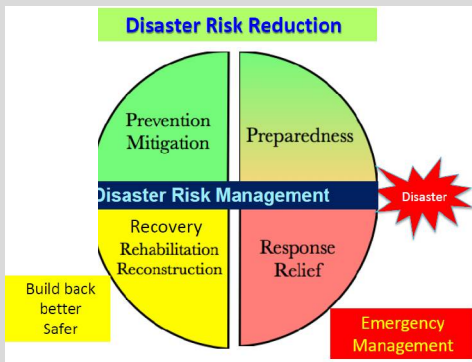 Disaster Risk Reduction
Prevention
Mitigation
Preparedness
Disaster Risk Management
Disaster
Recovery
Rehabilitation
Reconstruction
Response
Relief
Build back
better
Safer
Emergency
Management